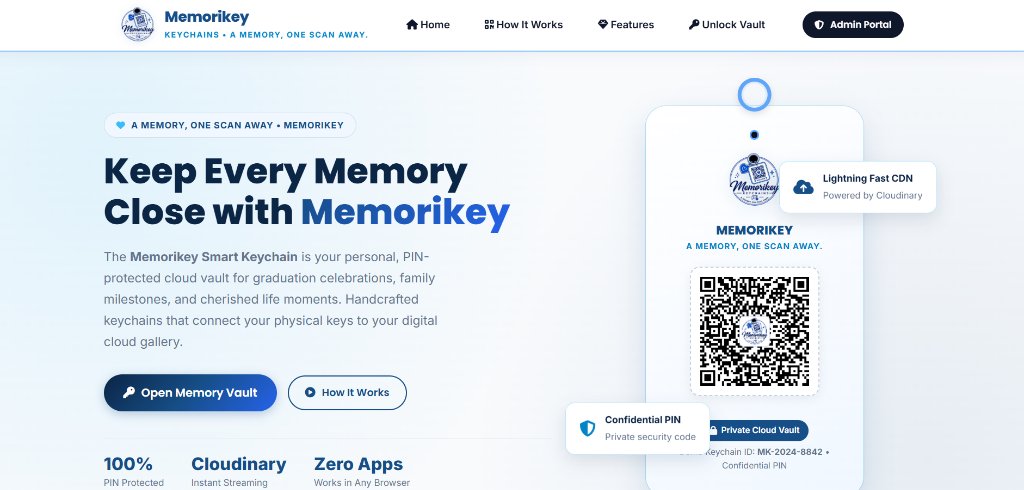 Memorikey
KEYCHAINS • A MEMORY, ONE SCAN AWAY.
Home
How It Works
Features
Unlock Vault
Admin Portal
A MEMORY, ONE SCAN AWAY • MEMORIKEY
Keep Every Memory
Close with Memorikey
The Memorikey Smart Keychain is your personal, PIN-
protected cloud vault for graduation celebrations, family
milestones, and cherished life moments. Handcrafted
keychains that connect your physical keys to your digital
cloud gallery.
Open Memory Vault
How It Works
100%
PIN Protected
Cloudinary
Instant Streaming
Zero Apps
Works in Any Browser
Memorikey
Lightning Fast CDN
Powered by Cloudinary
MEMORIKEY
A MEMORY, ONE SCAN AWAY.
Confidential PIN
Private security code
Private Cloud Vault
Keychain ID: MK-2024-8842 •
Confidential PIN